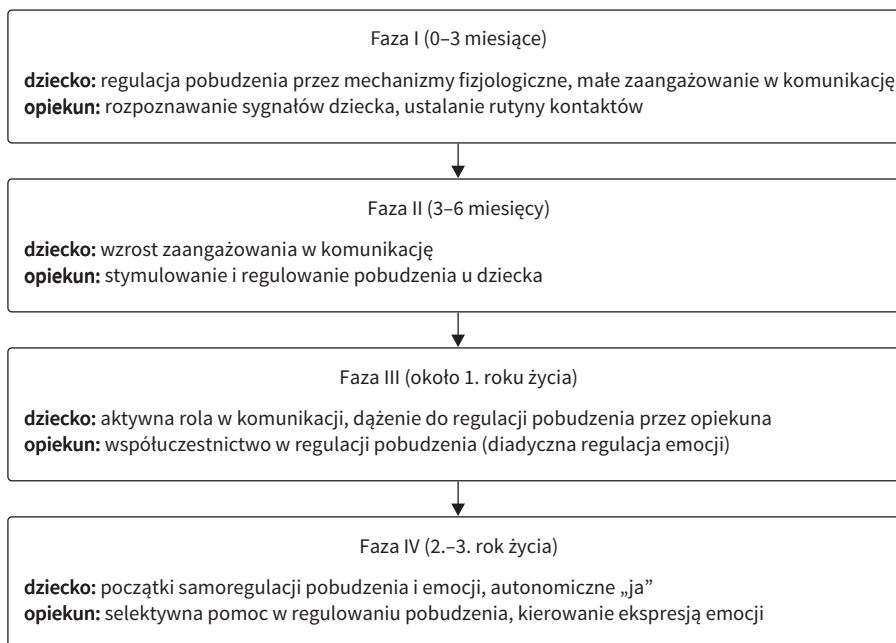 Faza I (0–3 miesiące)
dziecko: regulacja pobudzenia przez mechanizmy fizjologiczne, małe zaangażowanie w komunikację
opiekun: rozpoznawanie sygnałów dziecka, ustalanie rutyny kontaktów
Faza II (3–6 miesięcy)
dziecko: wzrost zaangażowania w komunikację
opiekun: stymulowanie i regulowanie pobudzenia u dziecka
Faza III (około 1. roku życia)
dziecko: aktywna rola w komunikacji, dążenie do regulacji pobudzenia przez opiekuna
opiekun: współuczestnictwo w regulacji pobudzenia (diadyczna regulacja emocji)
Faza IV (2.–3. rok życia)
dziecko: początki samoregulacji pobudzenia i emocji, autonomiczne „ja”
opiekun: selektywna pomoc w regulowaniu pobudzenia, kierowanie ekspresją emocji